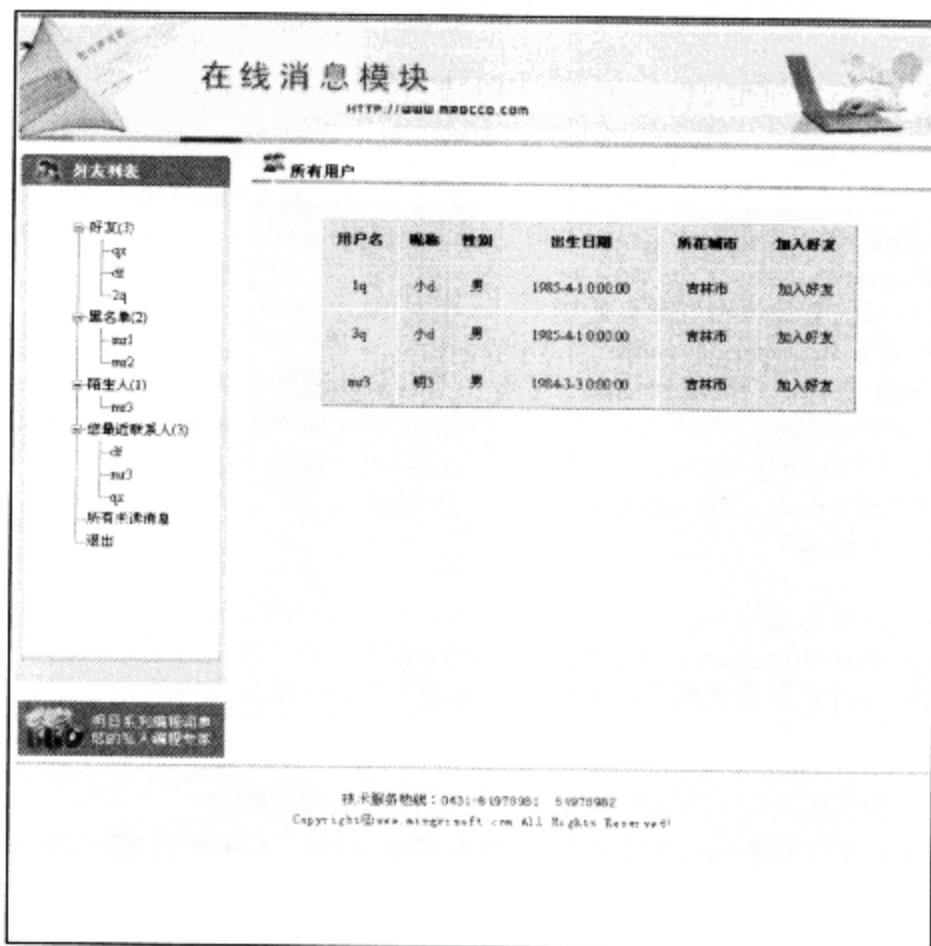 在线消息模块
HTTP://WWW.MRBCCD.COM
好友列表
好友(3)
qx
df
2q
黑名单(2)
mr1
mr2
陌生人(1)
mr3
您最近联系人(3)
df
mr3
qx
所有未读消息
退出
明日系列编程词典
您的私人编程专家
所有用户
用户名 昵称 性别 出生日期 所在城市 加入好友
1q 小d 男 1985-4-1 0:00:00 吉林市 加入好友
3q 小d 男 1985-4-1 0:00:00 吉林市 加入好友
mr3 明3 男 1984-3-3 0:00:00 吉林市 加入好友
技术服务热线：0431-84978981 84978982
Copyright www.mingrisoft.com All Rights Reserved!